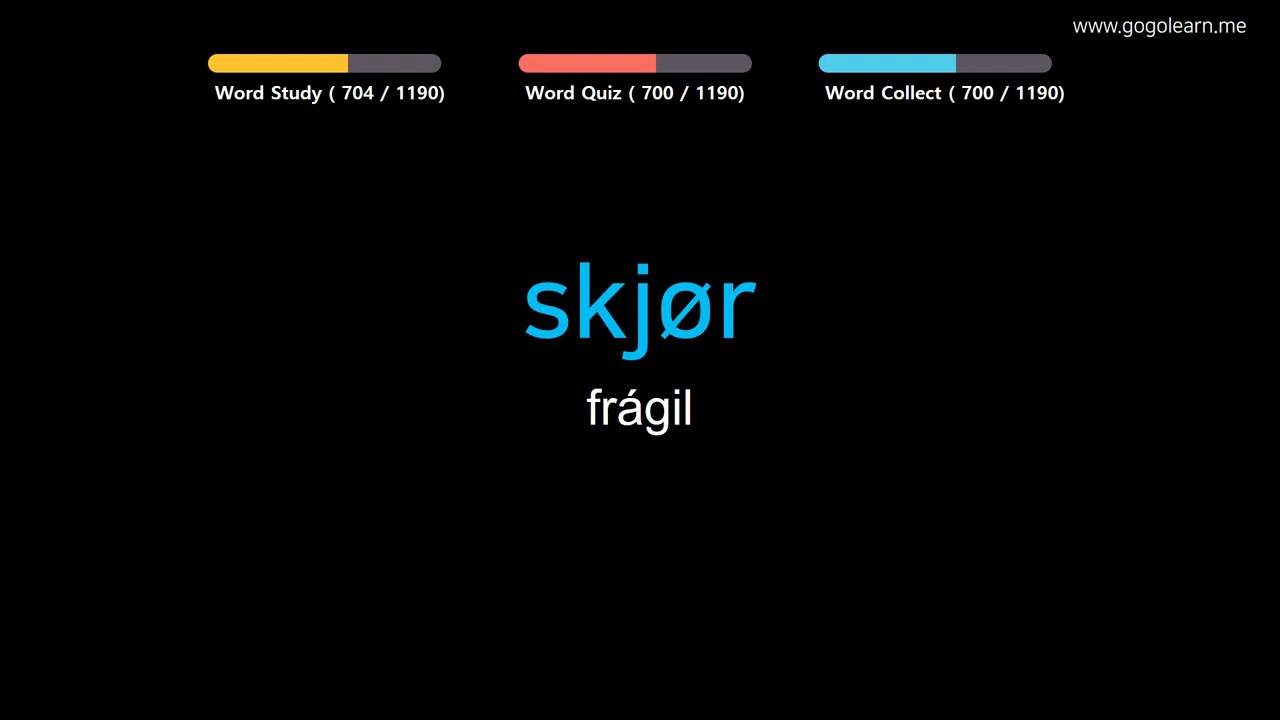 www.gogolearn.me
Word Study ( 704 / 1190)
Word Quiz ( 700 / 1190)
Word Collect ( 700 / 1190)
skjør
frágil